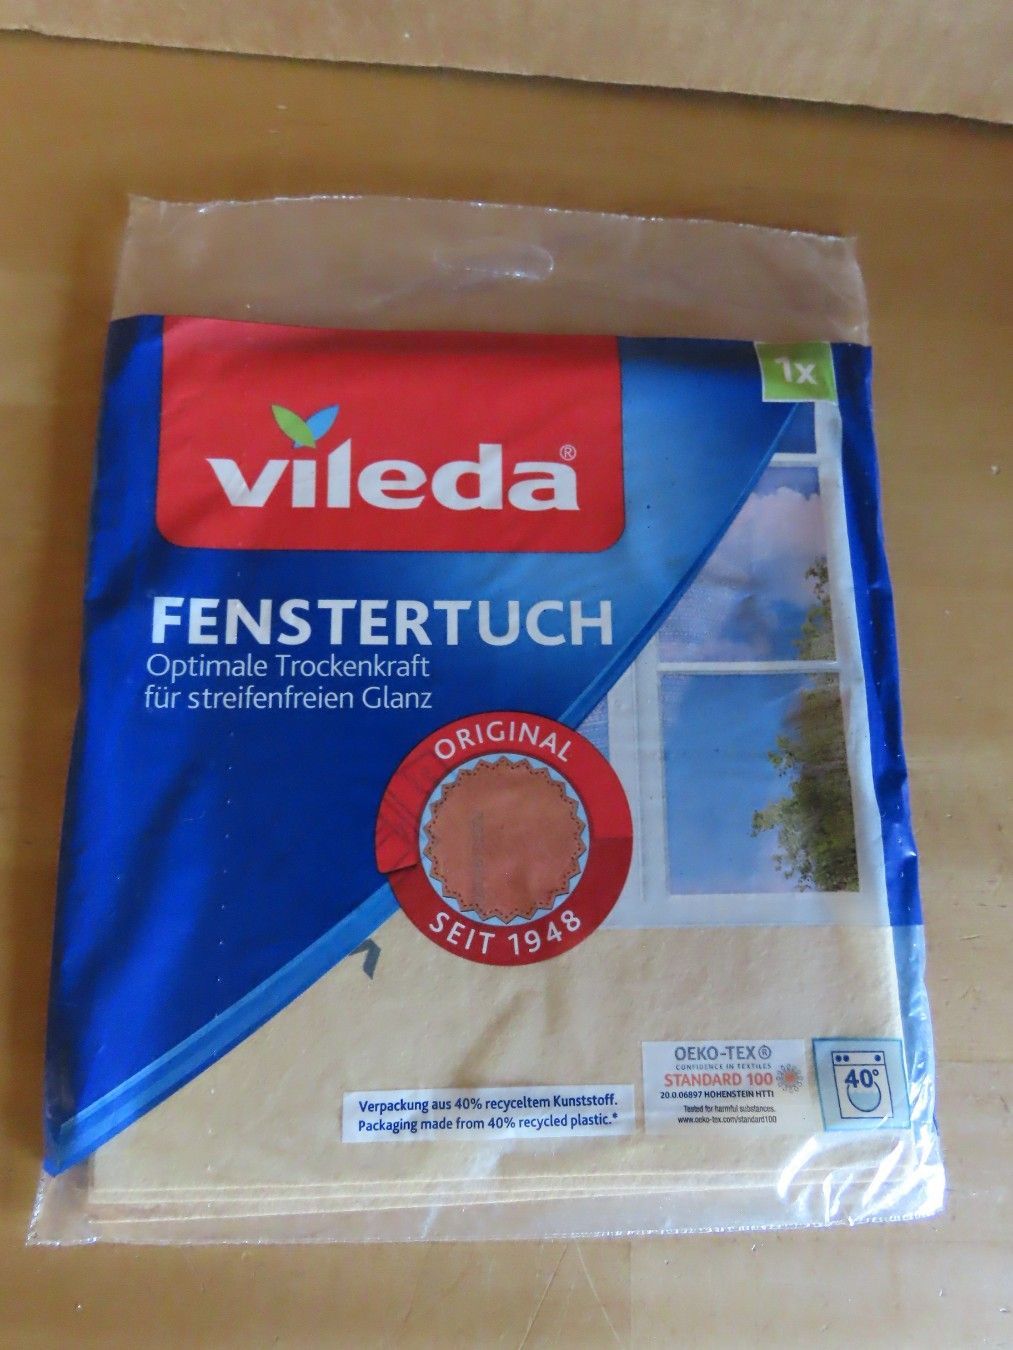 1x
vileda®
FENSTERTUCH
Optimale Trockenkraft
für streifenfreien Glanz
ORIGINAL
SEIT 1948
OEKO-TEX®
CONFIDENCE IN TEXTILES
STANDARD 100
20.0.06897 HOHENSTEIN HTTI
Tested for harmful substances.
www.oeko-tex.com/standard100
40°
Verpackung aus 40% recyceltem Kunststoff.
Packaging made from 40% recycled plastic.*